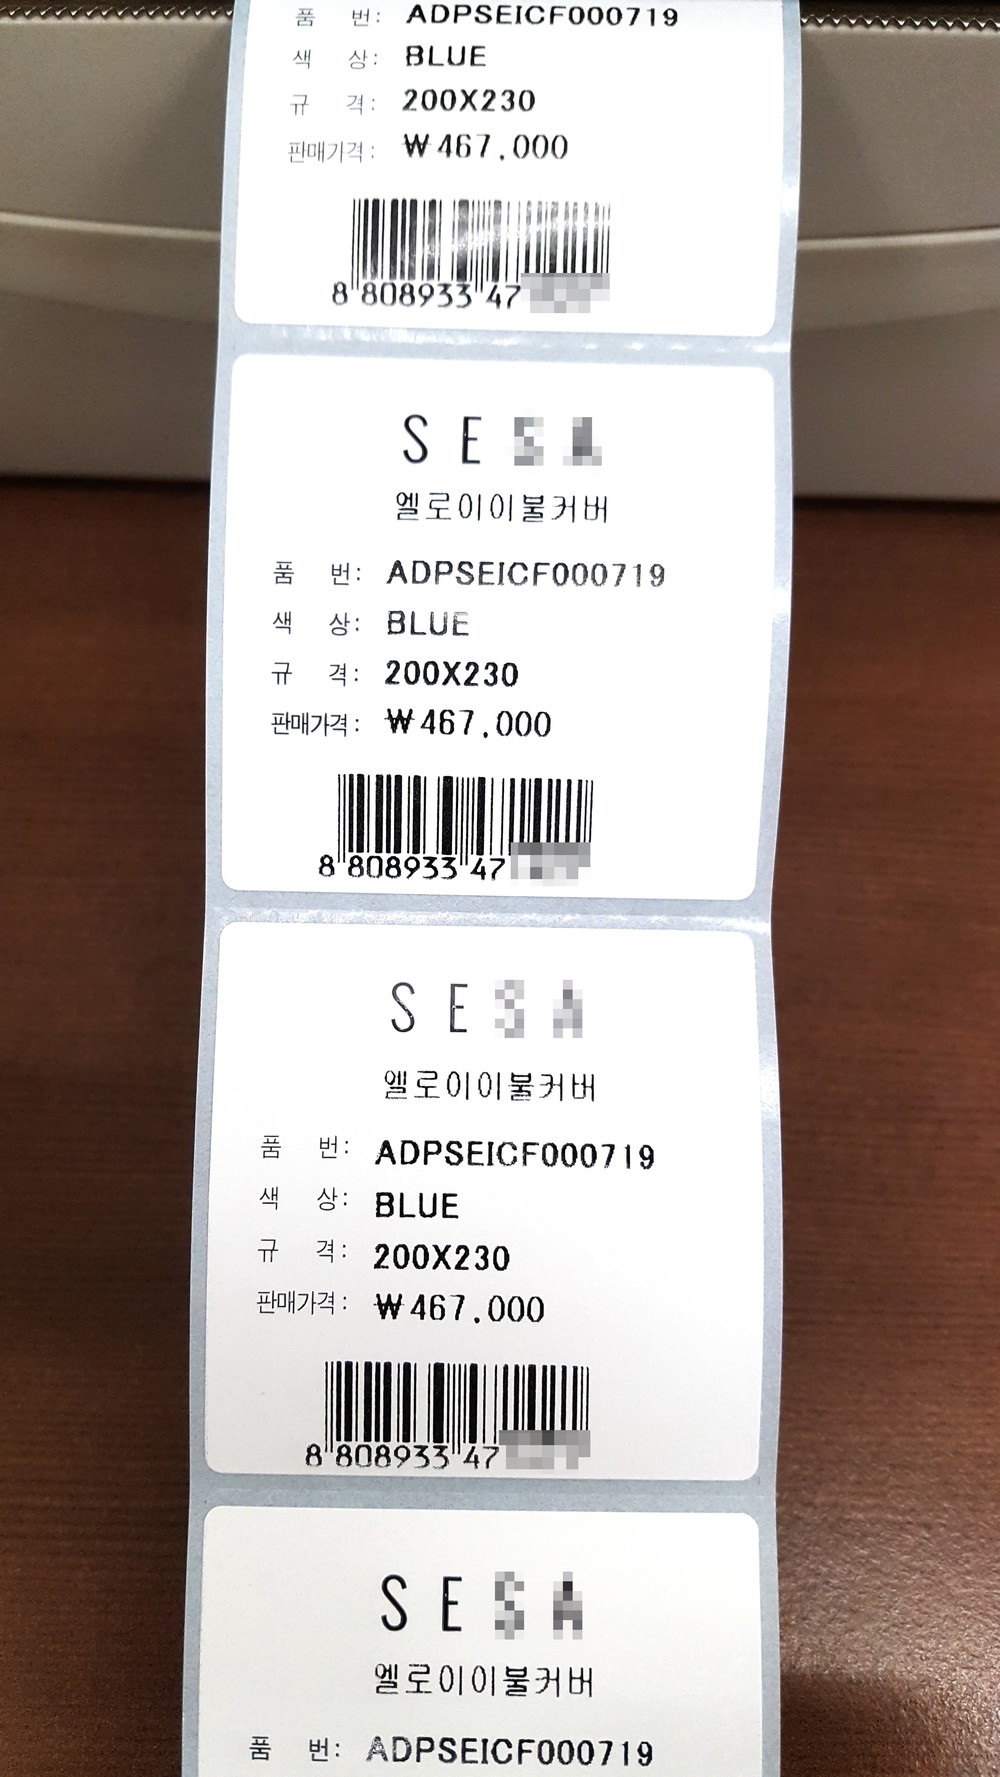 품 번: ADPSEICF000719
색 상: BLUE
규 격: 200X230
판매가격: ₩467,000
8 808933 47
S E
엘로이이불커버
품 번: ADPSEICF000719
색 상: BLUE
규 격: 200X230
판매가격: ₩467,000
8 808933 47
S E
엘로이이불커버
품 번: ADPSEICF000719
색 상: BLUE
규 격: 200X230
판매가격: ₩467,000
8 808933 47
S E
엘로이이불커버
품 번: ADPSEICF000719